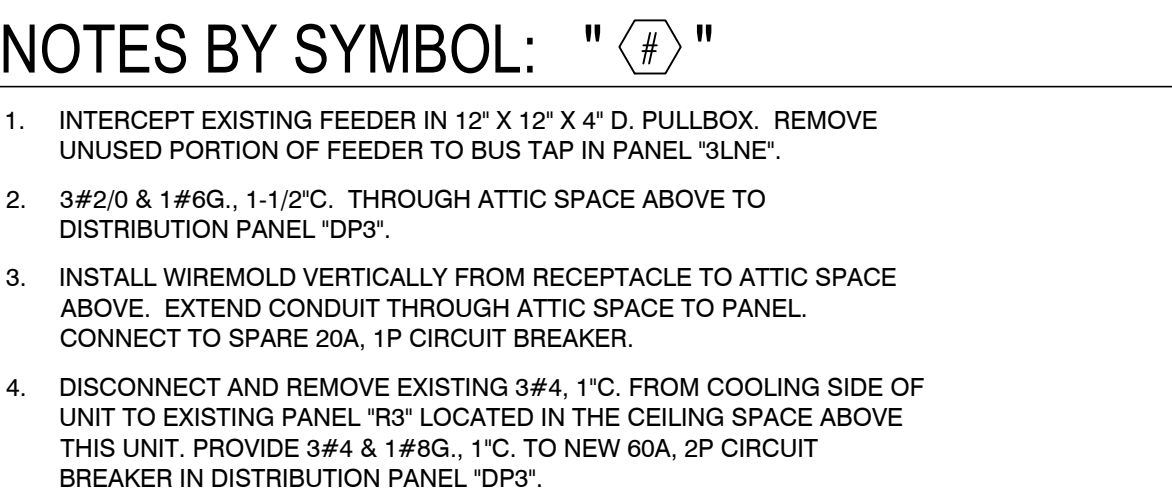 NOTES BY SYMBOL: " # "
1. INTERCEPT EXISTING FEEDER IN 12" X 12" X 4" D. PULLBOX. REMOVE
UNUSED PORTION OF FEEDER TO BUS TAP IN PANEL "3LNE".
2. 3#2/0 & 1#6G., 1-1/2"C. THROUGH ATTIC SPACE ABOVE TO
DISTRIBUTION PANEL "DP3".
3. INSTALL WIREMOLD VERTICALLY FROM RECEPTACLE TO ATTIC SPACE
ABOVE. EXTEND CONDUIT THROUGH ATTIC SPACE TO PANEL.
CONNECT TO SPARE 20A, 1P CIRCUIT BREAKER.
4. DISCONNECT AND REMOVE EXISTING 3#4, 1"C. FROM COOLING SIDE OF
UNIT TO EXISTING PANEL "R3" LOCATED IN THE CEILING SPACE ABOVE
THIS UNIT. PROVIDE 3#4 & 1#8G., 1"C. TO NEW 60A, 2P CIRCUIT
BREAKER IN DISTRIBUTION PANEL "DP3".